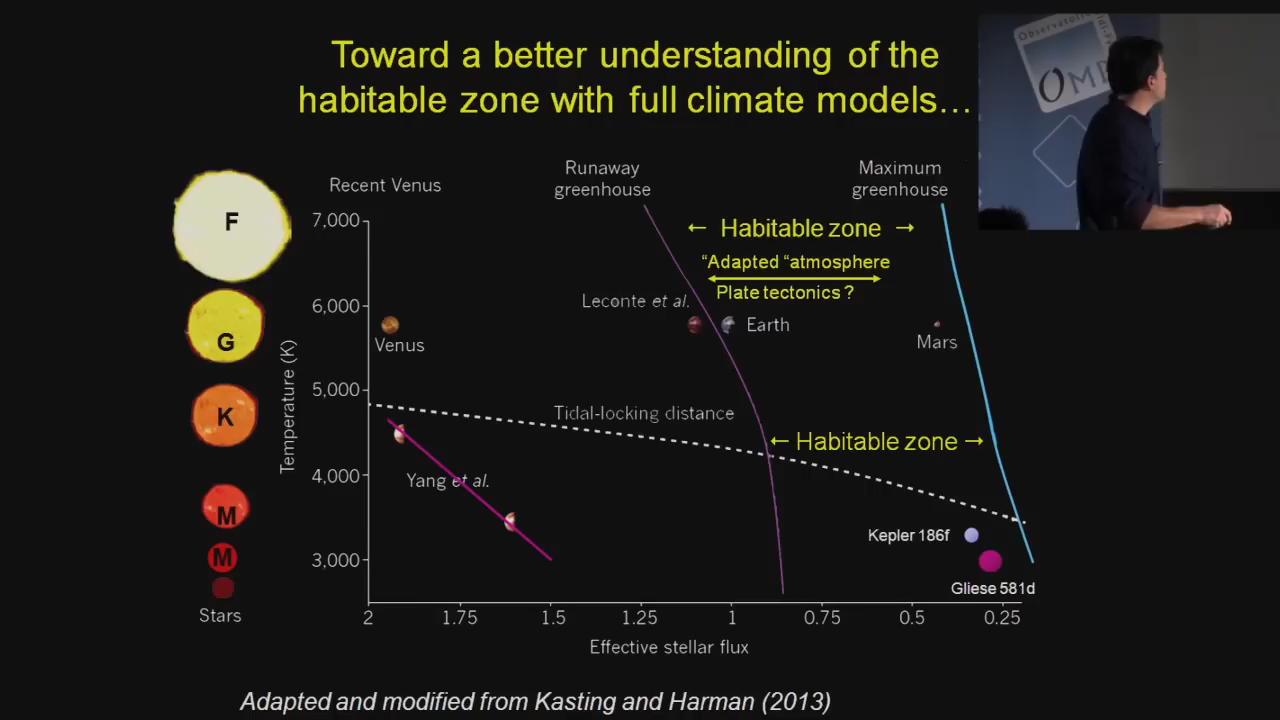 Toward a better understanding of the
habitable zone with full climate models…
Recent Venus
Runaway
greenhouse
Maximum
greenhouse
F
G
K
M
M
Stars
Temperature (K)
7,000
6,000
5,000
4,000
3,000
← Habitable zone →
“Adapted “atmosphere
Plate tectonics ?
Leconte et al.
Earth
Venus
Mars
Tidal-locking distance
← Habitable zone →
Yang et al.
Kepler 186f
Gliese 581d
2
1.75
1.5
1.25
1
0.75
0.5
0.25
Effective stellar flux
Adapted and modified from Kasting and Harman (2013)